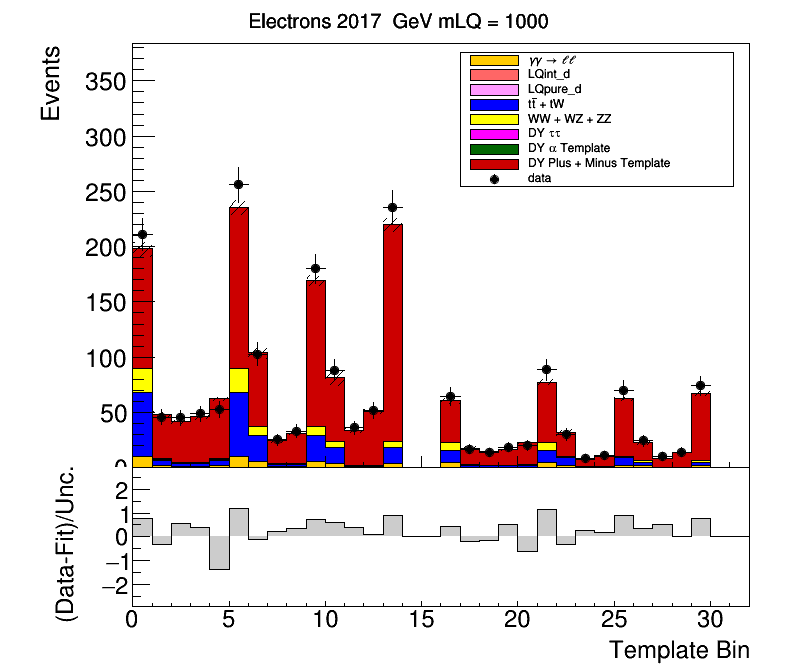 Electrons 2017 GeV mLQ = 1000
Events
350
300
250
200
150
100
50
0
γγ → ℓℓ
LQint_d
LQpure_d
tt̅ + tW
WW + WZ + ZZ
DY ττ
DY α Template
DY Plus + Minus Template
data
(Data-Fit)/Unc.
2
1
0
−1
−2
0 5 10 15 20 25 30
Template Bin